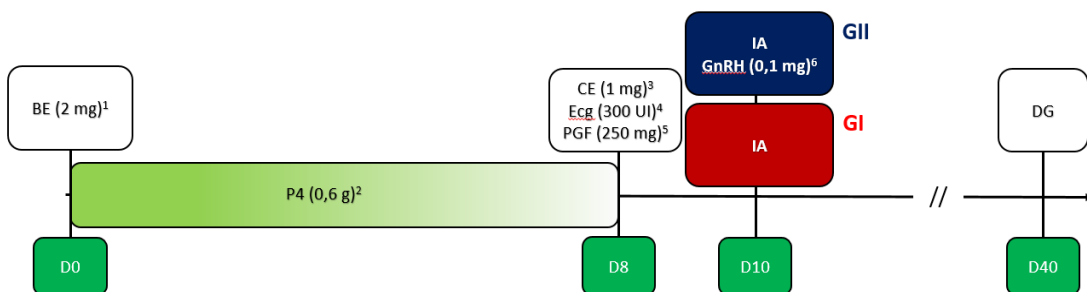 IA
GnRH (0,1 mg)⁶
GII
BE (2 mg)¹
CE (1 mg)³
Ecg (300 UI)⁴
PGF (250 mg)⁵
IA
GI
DG
P4 (0,6 g)²
//
D0
D8
D10
D40